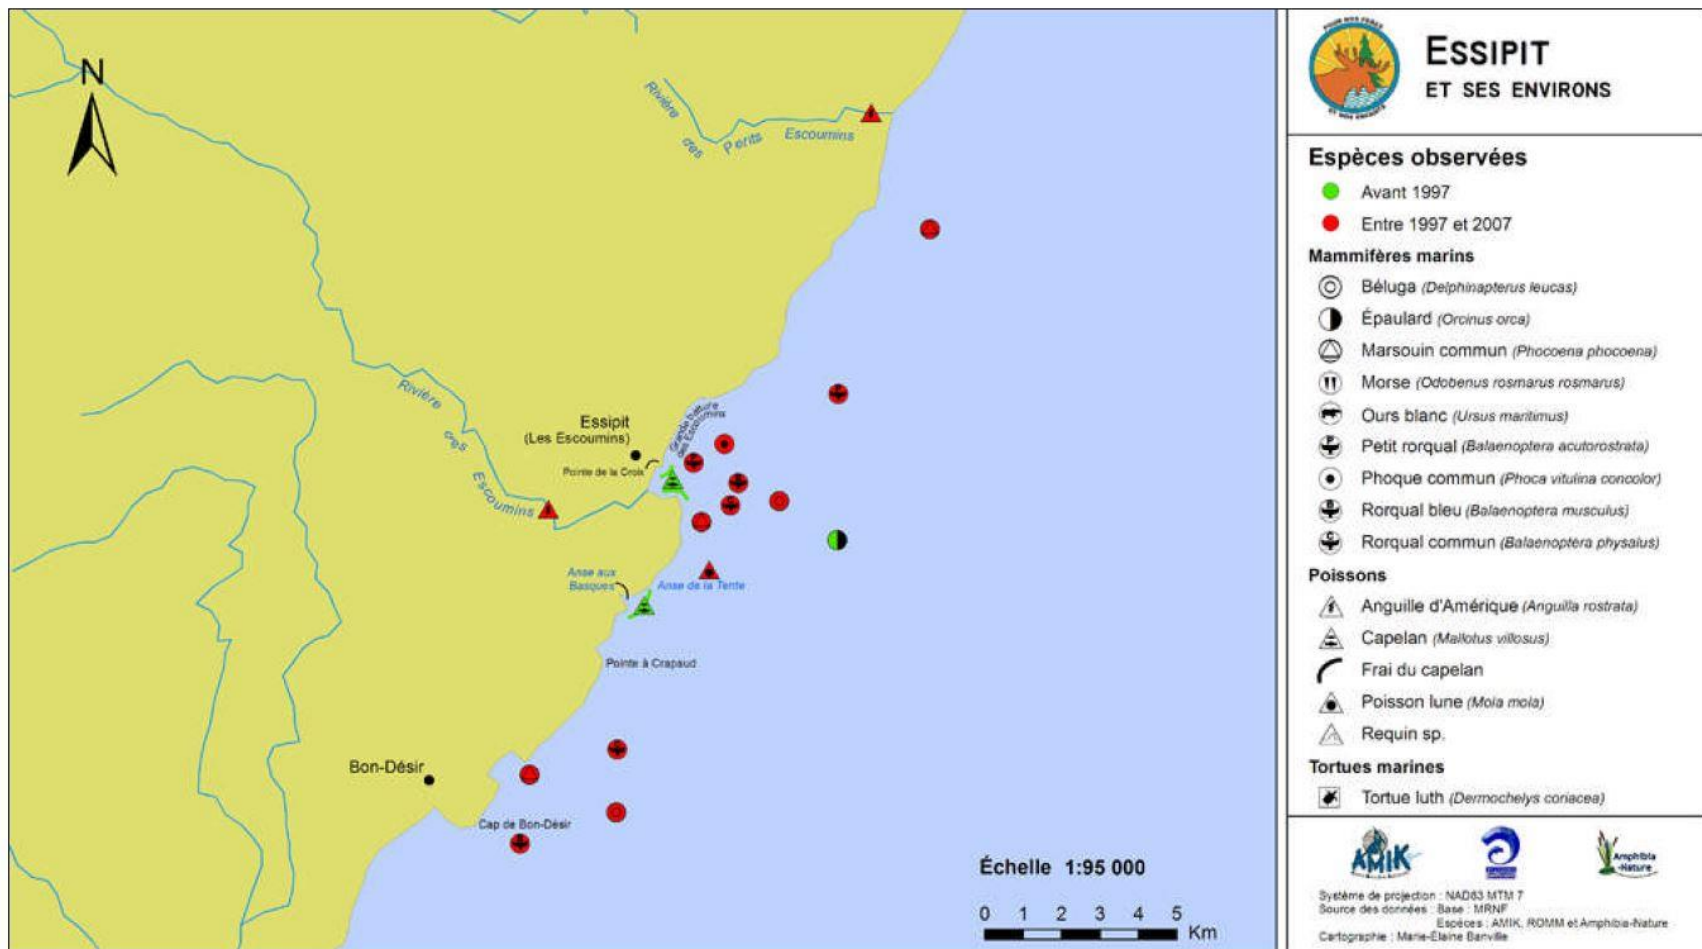 N
Rivière
des
Petits
Escoumins
Rivière
des
Escoumins
Essipit
(Les Escoumins)
Pointe de la Croix
Grande batture
des Escoumins
Anse aux
Basques
Anse de la Tente
Pointe à Crapaud
Bon-Désir
Cap de Bon-Désir
Échelle 1:95 000
0 1 2 3 4 5
Km
ESSIPIT
ET SES ENVIRONS
Espèces observées
Avant 1997
Entre 1997 et 2007
Mammifères marins
Béluga (Delphinapterus leucas)
Épaulard (Orcinus orca)
Marsouin commun (Phocoena phocoena)
Morse (Odobenus rosmarus rosmarus)
Ours blanc (Ursus maritimus)
Petit rorqual (Balaenoptera acutorostrata)
Phoque commun (Phoca vitulina concolor)
Rorqual bleu (Balaenoptera musculus)
Rorqual commun (Balaenoptera physalus)
Poissons
Anguille d'Amérique (Anguilla rostrata)
Capelan (Mallotus villosus)
Frai du capelan
Poisson lune (Mola mola)
Requin sp.
Tortues marines
Tortue luth (Dermochelys coriacea)
AMIK
Amphibia
-Nature
Système de projection : NAD83 MTM 7
Source des données : Base : MRNF
Espèces : AMIK, ROMM et Amphibia-Nature
Cartographie : Marie-Élaine Banville